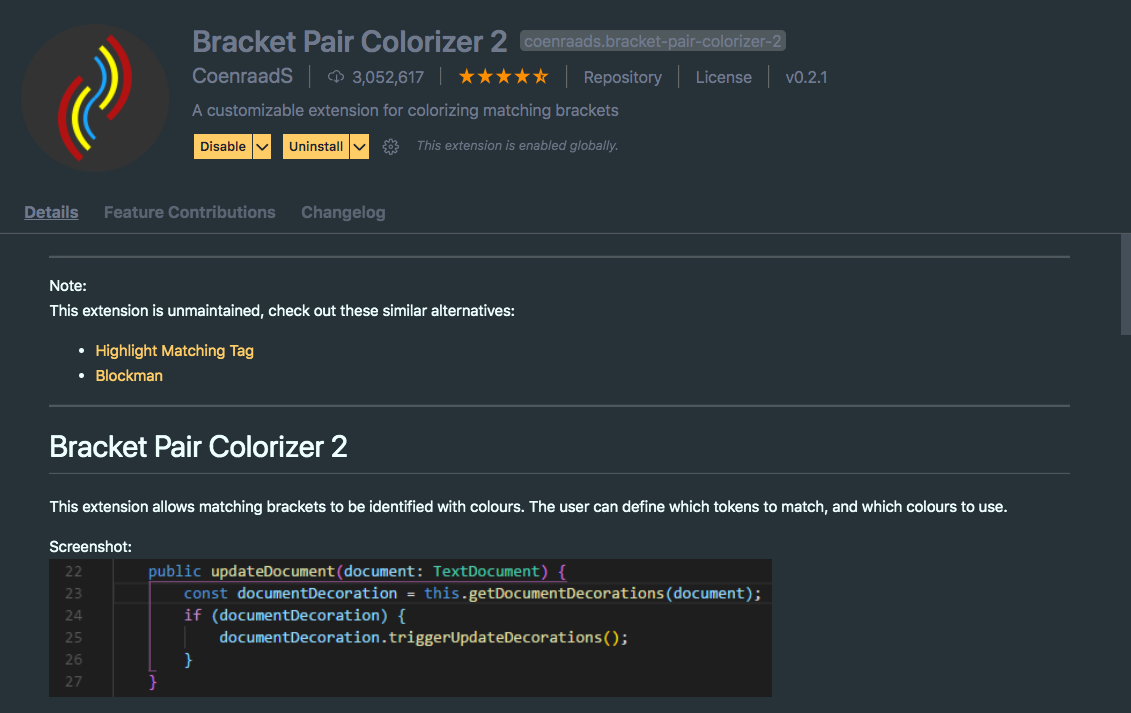 Bracket Pair Colorizer 2 coenraads.bracket-pair-colorizer-2
CoenraadS 3,052,617 Repository License v0.2.1
A customizable extension for colorizing matching brackets
Disable Uninstall This extension is enabled globally.
Details Feature Contributions Changelog
Note:
This extension is unmaintained, check out these similar alternatives:
• Highlight Matching Tag
• Blockman
Bracket Pair Colorizer 2
This extension allows matching brackets to be identified with colours. The user can define which tokens to match, and which colours to use.
Screenshot:
22 public updateDocument(document: TextDocument) {
23 const documentDecoration = this.getDocumentDecorations(document);
24 if (documentDecoration) {
25 documentDecoration.triggerUpdateDecorations();
26 }
27 }